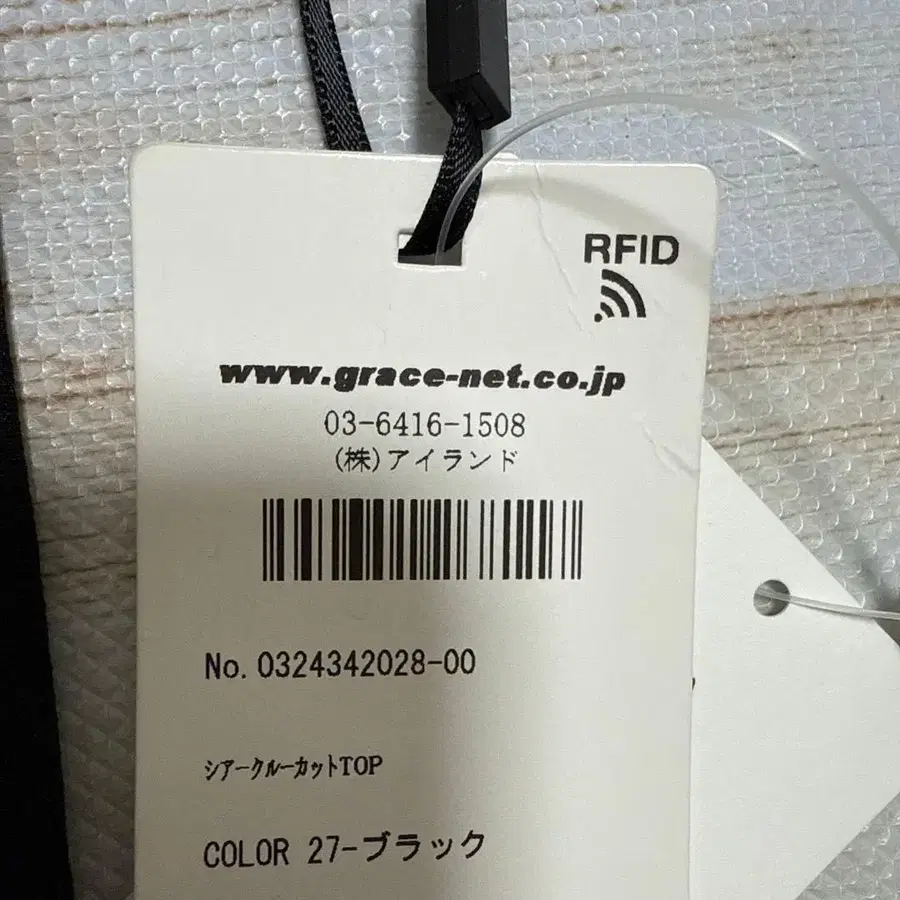 RFID
www.grace-net.co.jp
03-6416-1508
(株)アイランド
No. 0324342028-00
ｼｱｰｸﾙｰｶｯﾄTOP
COLOR 27-ブラック